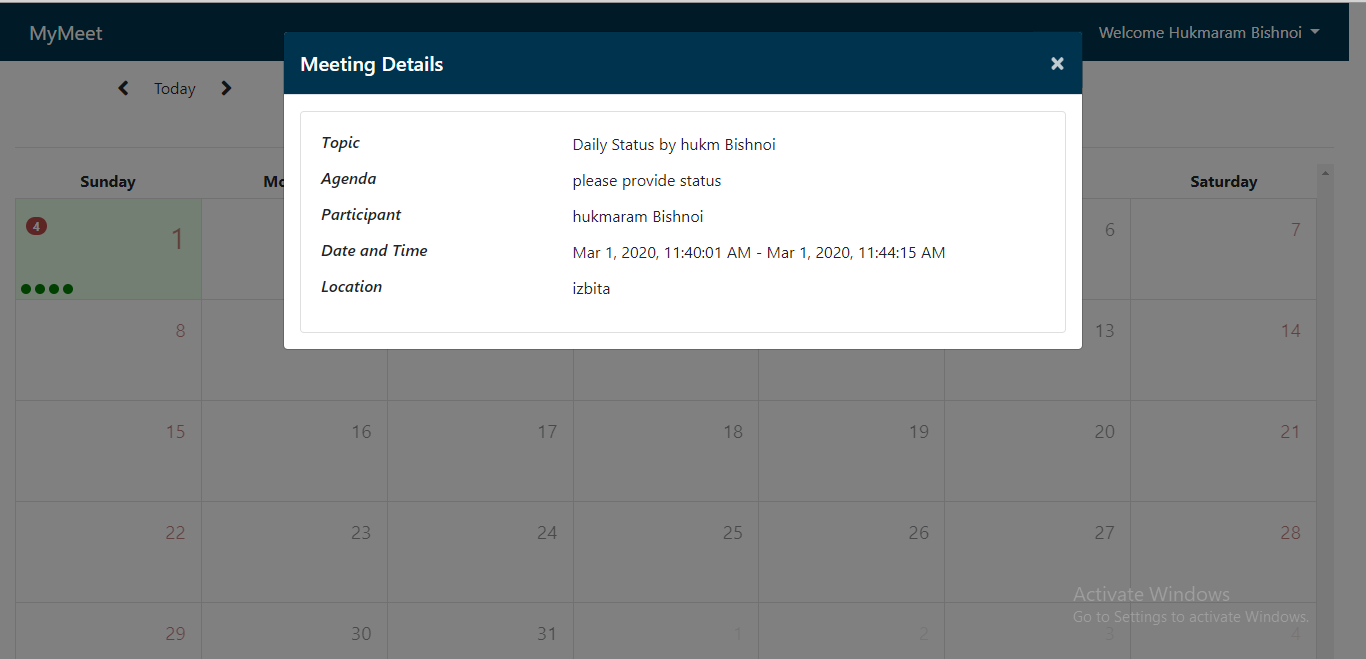 MyMeet
Welcome Hukmaram Bishnoi
Meeting Details
×
Today
Topic Daily Status by hukm Bishnoi
Agenda please provide status
Participant hukmaram Bishnoi
Date and Time Mar 1, 2020, 11:40:01 AM - Mar 1, 2020, 11:44:15 AM
Location izbita
Sunday Mo Saturday
4 1 6 7
8 13 14
15 16 17 18 19 20 21
22 23 24 25 26 27 28
Activate Windows
Go to Settings to activate Windows.
29 30 31 1 2 3 4